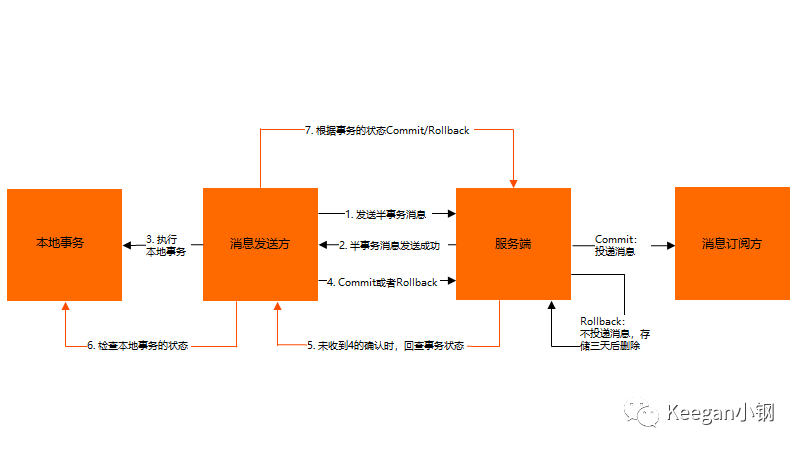 7. 根据事务的状态Commit/Rollback
本地事务
消息发送方
服务端
消息订阅方
1. 发送半事务消息
2. 半事务消息发送成功
3. 执行
本地事务
4. Commit或者Rollback
Commit：
投递消息
Rollback：
不投递消息，存
储三天后删除
6. 检查本地事务的状态
5. 未收到4的确认时，回查事务状态
Keegan小钢